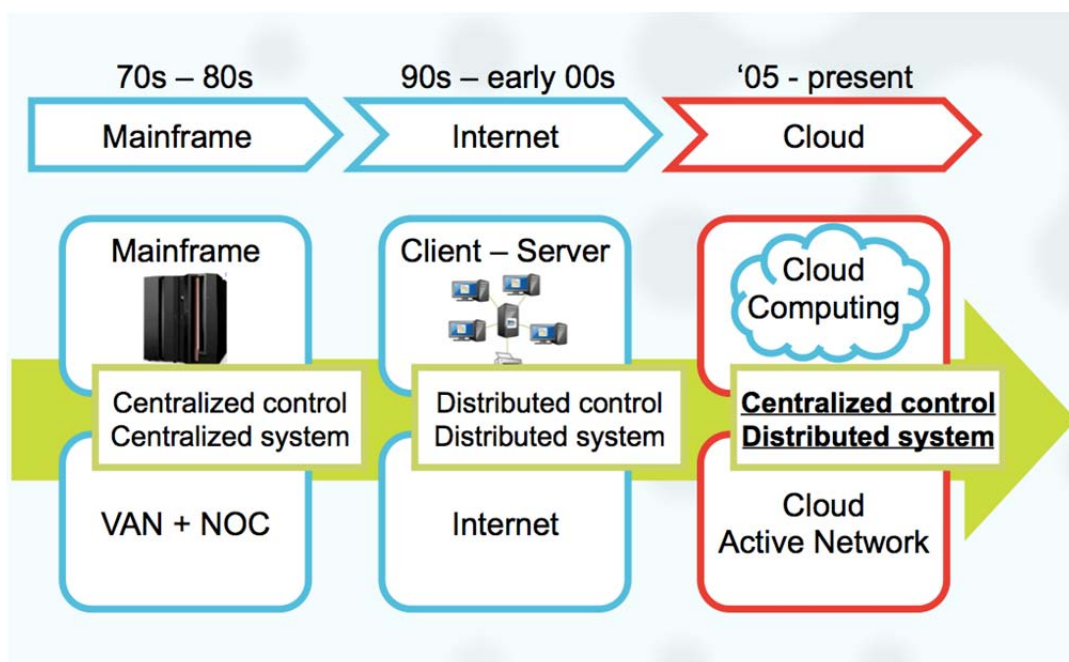 70s – 80s
90s – early 00s
‘05 - present
Mainframe
Internet
Cloud
Mainframe
Client – Server
Cloud
Computing
Centralized control
Centralized system
Distributed control
Distributed system
Centralized control
Distributed system
VAN + NOC
Internet
Cloud
Active Network